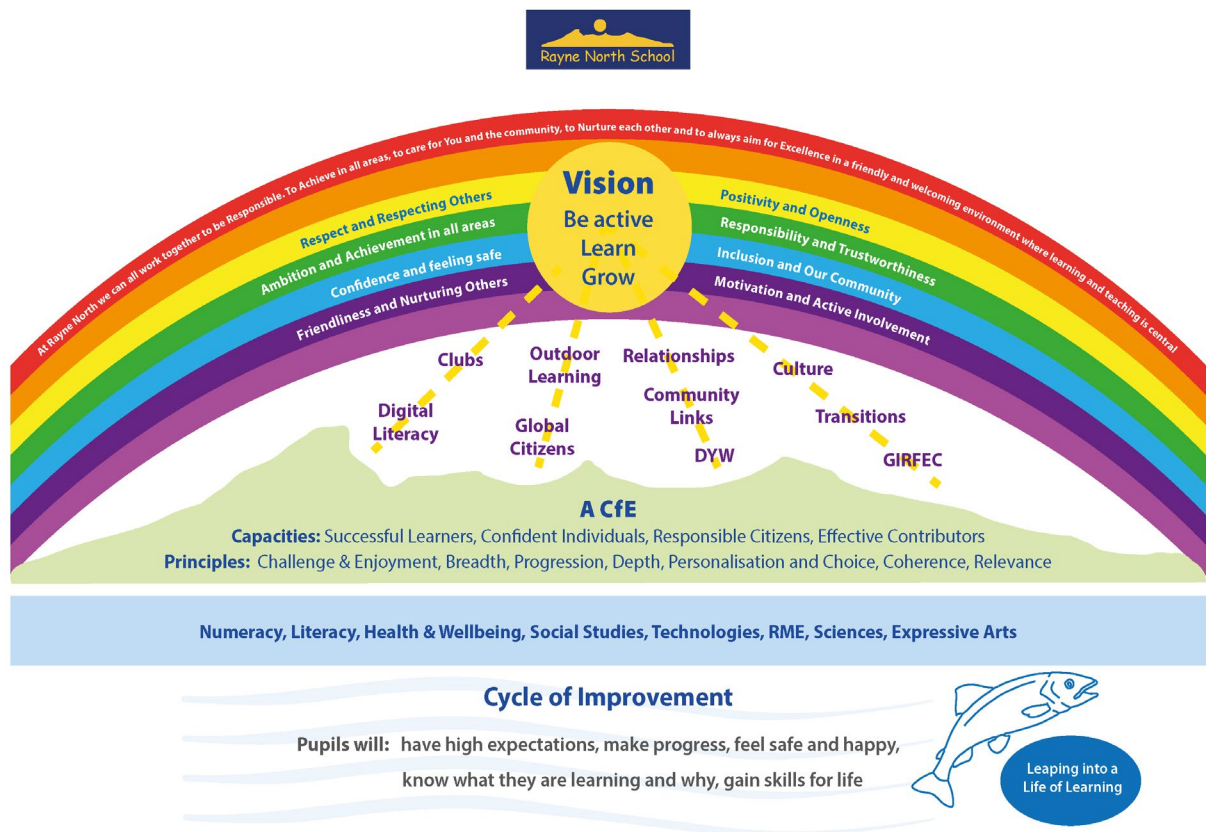 Rayne North School
At Rayne North we can all work together to be Responsible. To Achieve in all areas, to care for You and the community, to Nurture each other and to always aim for Excellence in a friendly and welcoming environment where learning and teaching is central
Vision
Be active
Learn
Grow
Respect and Respecting Others
Ambition and Achievement in all areas
Confidence and feeling safe
Friendliness and Nurturing Others
Positivity and Openness
Responsibility and Trustworthiness
Inclusion and Our Community
Motivation and Active Involvement
Clubs
Digital
Literacy
Outdoor
Learning
Global
Citizens
Relationships
Community
Links
DYW
Culture
Transitions
GIRFEC
A CfE
Capacities: Successful Learners, Confident Individuals, Responsible Citizens, Effective Contributors
Principles: Challenge & Enjoyment, Breadth, Progression, Depth, Personalisation and Choice, Coherence, Relevance
Numeracy, Literacy, Health & Wellbeing, Social Studies, Technologies, RME, Sciences, Expressive Arts
Cycle of Improvement
Pupils will: have high expectations, make progress, feel safe and happy,
know what they are learning and why, gain skills for life
Leaping into a
Life of Learning